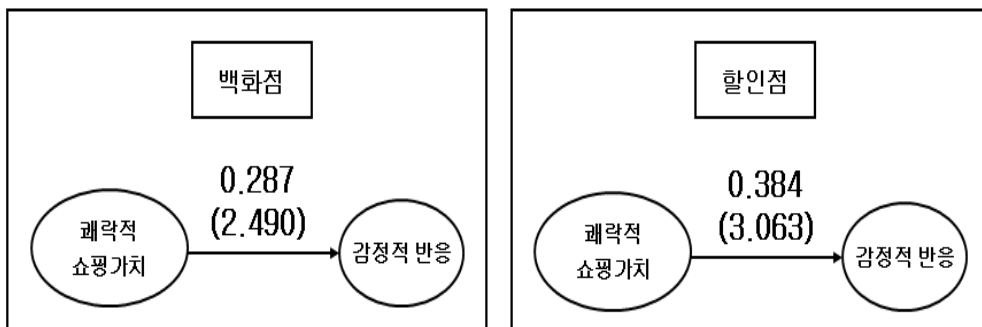 백화점
0.287
(2.490)
쾌락적
쇼핑가치
감정적 반응
할인점
0.384
(3.063)
쾌락적
쇼핑가치
감정적 반응